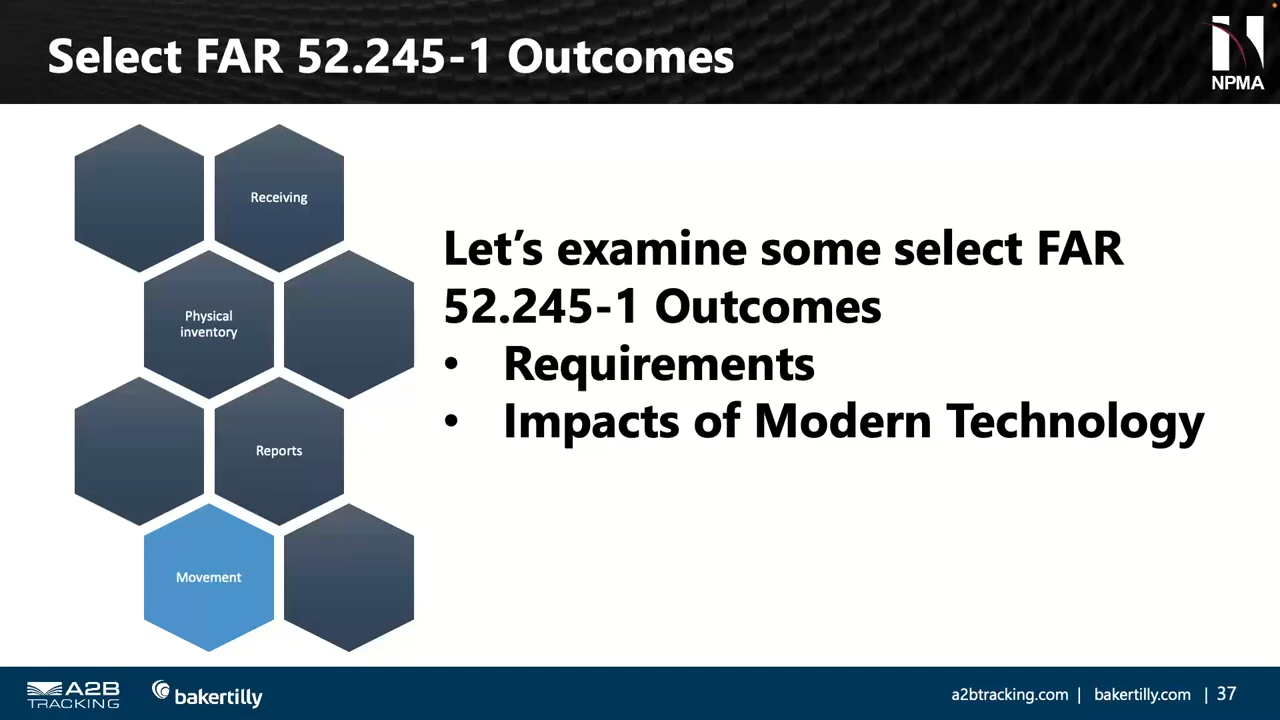 Select FAR 52.245-1 Outcomes
NPMA
Receiving
Physical
inventory
Reports
Movement
Let’s examine some select FAR
52.245-1 Outcomes
• Requirements
• Impacts of Modern Technology
A2B
TRACKING
bakertilly
a2btracking.com | bakertilly.com | 37